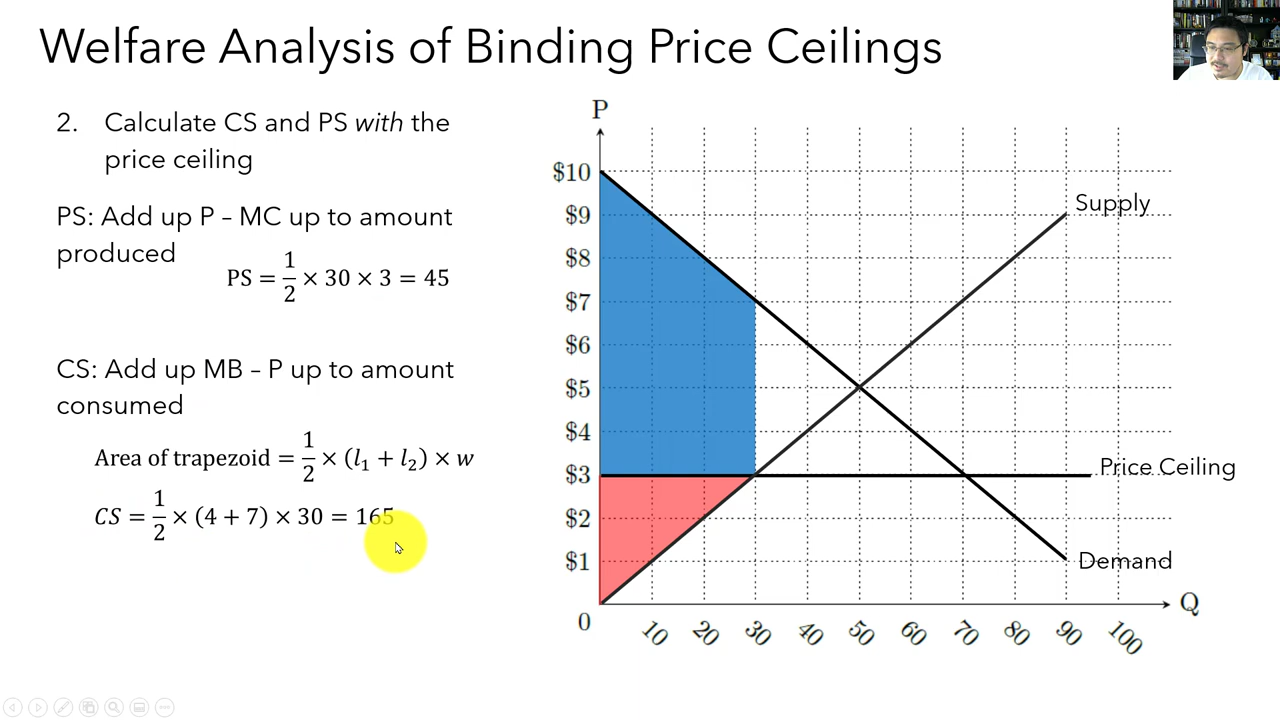 Welfare Analysis of Binding Price Ceilings
2. Calculate CS and PS with the
price ceiling
PS: Add up P – MC up to amount
produced
PS = 1/2 × 30 × 3 = 45
CS: Add up MB – P up to amount
consumed
Area of trapezoid = 1/2 × (l₁ + l₂) × w
CS = 1/2 × (4 + 7) × 30 = 165
P
$10
$9
$8
$7
$6
$5
$4
$3
$2
$1
0
10 20 30 40 50 60 70 80 90 100
Q
Supply
Price Ceiling
Demand